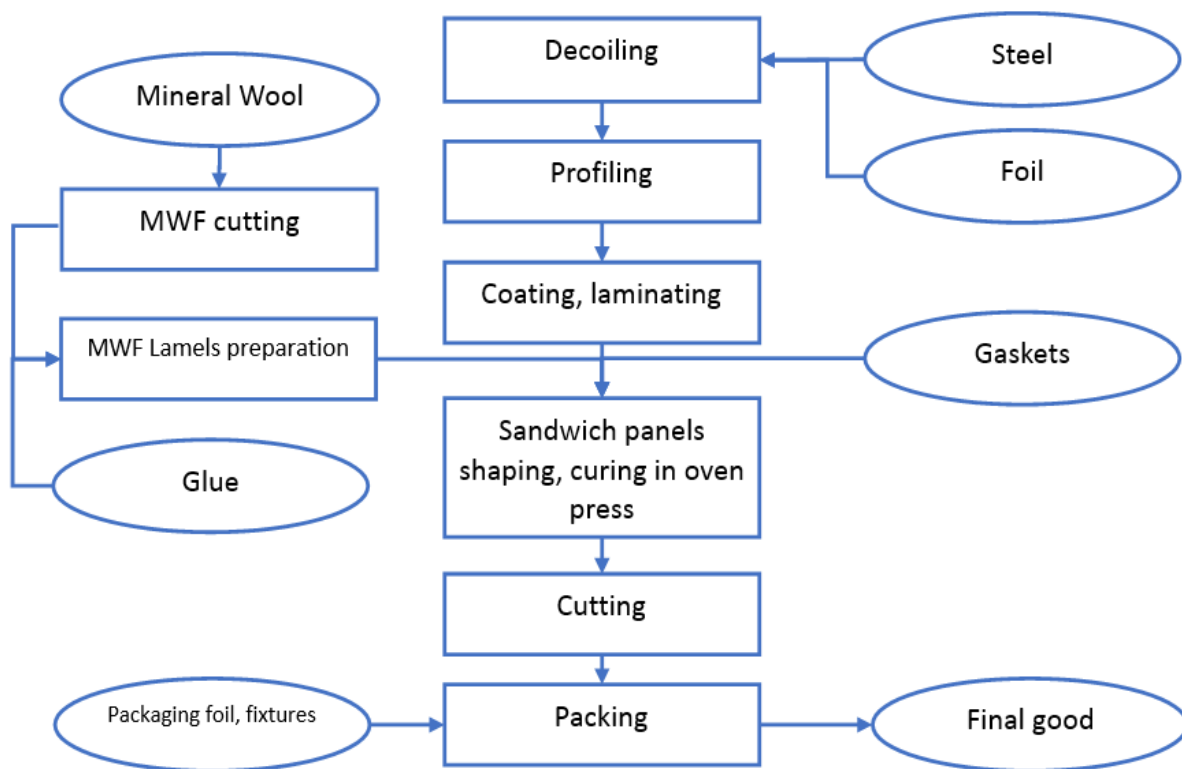 Decoiling
Steel
Mineral Wool
Profiling
Foil
MWF cutting
Coating, laminating
MWF Lamels preparation
Gaskets
Sandwich panels
shaping, curing in oven
press
Glue
Cutting
Packaging foil, fixtures
Packing
Final good